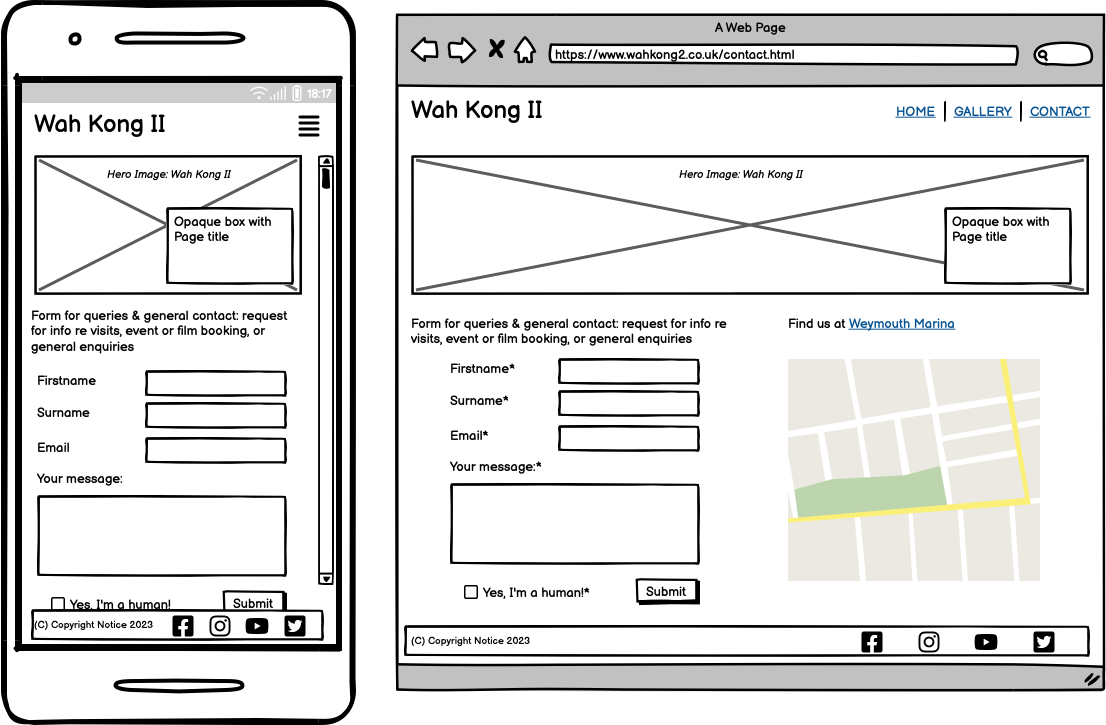 18:17
Wah Kong II
Hero Image: Wah Kong II
Opaque box with
Page title
Form for queries & general contact: request
for info re visits, event or film booking, or
general enquiries
Firstname
Surname
Email
Your message:
Yes, I'm a human!
Submit
(C) Copyright Notice 2023
A Web Page
https://www.wahkong2.co.uk/contact.html
Wah Kong II
HOME
GALLERY
CONTACT
Hero Image: Wah Kong II
Opaque box with
Page title
Form for queries & general contact: request for info re
visits, event or film booking, or general enquiries
Firstname*
Surname*
Email*
Your message:*
Yes, I'm a human!*
Submit
Find us at Weymouth Marina
(C) Copyright Notice 2023